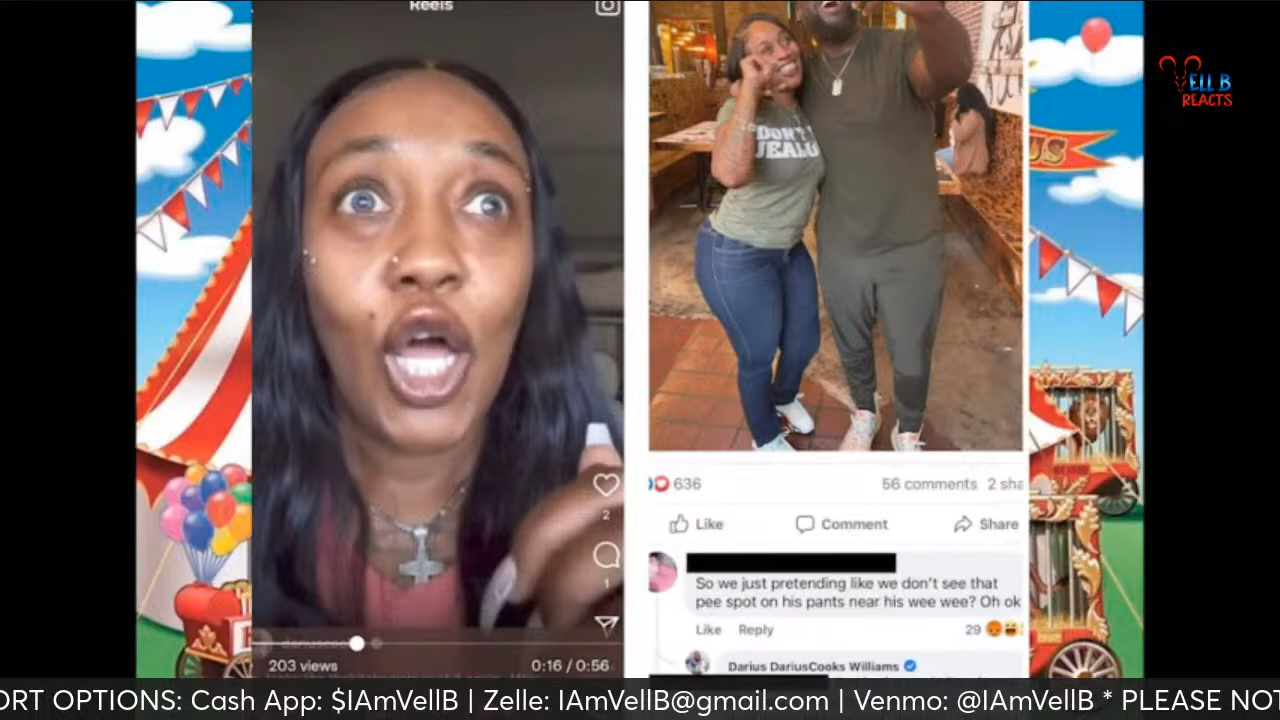 Reels
ELL B
REACTS
US
DON'T
JEALO
636
56 comments 2 sha
Like
Comment
Share
So we just pretending like we don't see that
pee spot on his pants near his wee wee? Oh ok
Like Reply
29
Darius DariusCooks Williams
2
1
203 views
0:16 / 0:56
ORT OPTIONS: Cash App: $IAmVellB | Zelle: IAmVellB@gmail.com | Venmo: @IAmVellB * PLEASE NOT